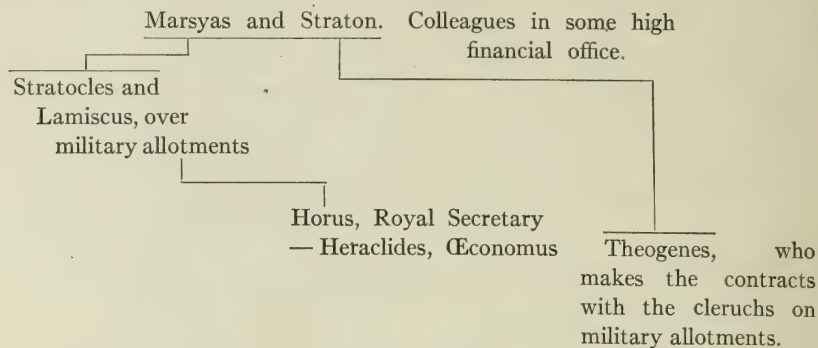 Marsyas and Straton. Colleagues in some high
financial office.
Stratocles and
Lamiscus, over
military allotments
Horus, Royal Secretary
— Heraclides, Œconomus
Theogenes, who
makes the contracts
with the cleruchs on
military allotments.